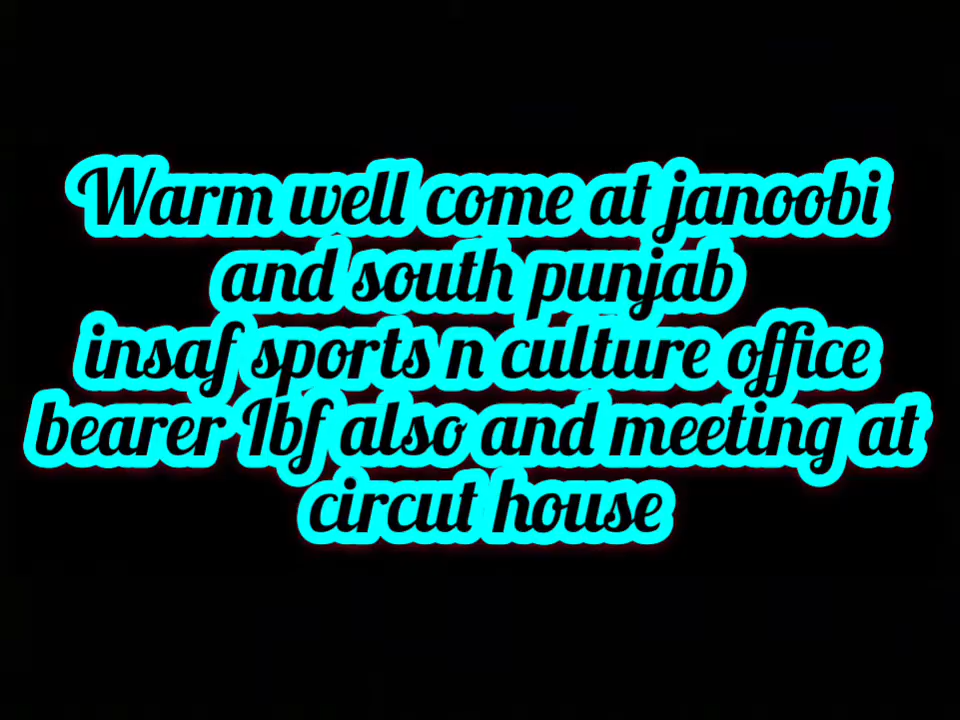 Warm well come at janoobi
and south punjab
insaf sports n culture office
bearer Ibf also and meeting at
circut house